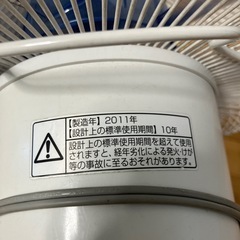 【製造年】2011年
【設計上の標準使用期間】10年
設計上の標準使用期間を超えて使用
されますと、経年劣化による発火・けが
等の事故に至るおそれがあります。